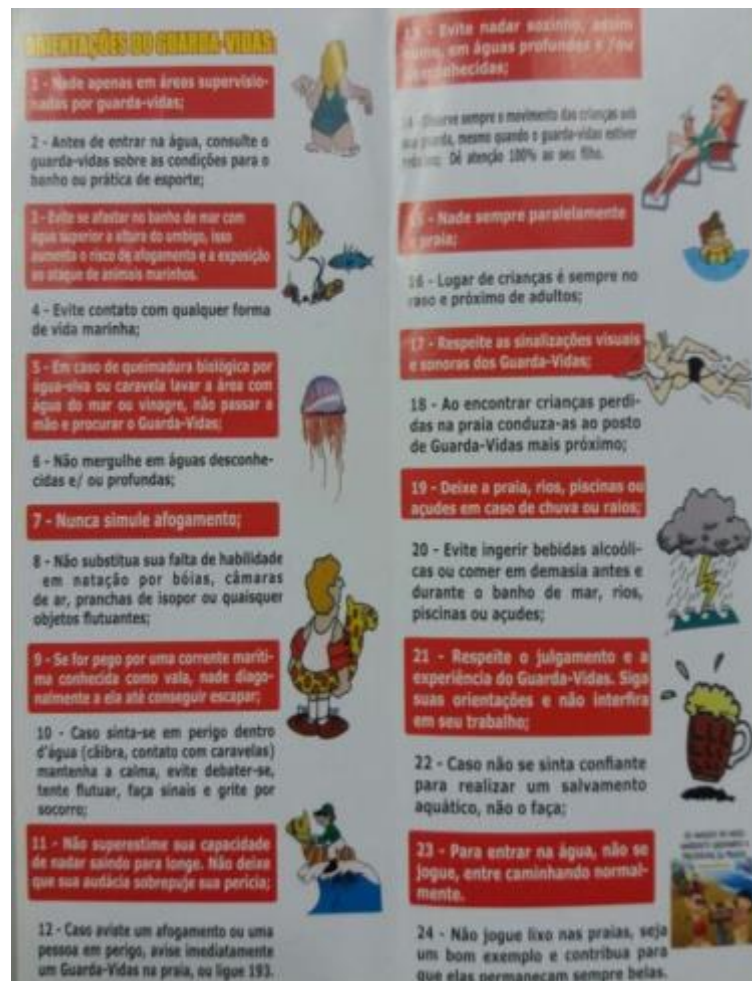 ORIENTAÇÕES DO GUARDA-VIDAS:
1 - Nade apenas em áreas supervisio-
nadas por guarda-vidas;
2 - Antes de entrar na água, consulte o
guarda-vidas sobre as condições para o
banho ou prática de esporte;
3 - Evite se afastar no banho de mar com
água superior a altura do umbigo, isso
aumenta o risco de afogamento e a exposição
ao ataque de animais marinhos.
4 - Evite contato com qualquer forma
de vida marinha;
5 - Em caso de queimadura biológica por
água-viva ou caravela lavar a área com
água do mar ou vinagre, não passar a
mão e procurar o Guarda-Vidas;
6 - Não mergulhe em águas desconhe-
cidas e/ ou profundas;
7 - Nunca simule afogamento;
8 - Não substitua sua falta de habilidade
em natação por bóias, câmaras
de ar, pranchas de isopor ou quaisquer
objetos flutuantes;
9 - Se for pego por uma corrente maríti-
ma conhecida como vala, nade diago-
nalmente a ela até conseguir escapar;
10 - Caso sinta-se em perigo dentro
d'água (câibra, contato com caravelas)
mantenha a calma, evite debater-se,
tente flutuar, faça sinais e grite por
socorro;
11 - Não superestime sua capacidade
de nadar saindo para longe. Não deixe
que sua audácia sobrepuje sua perícia;
12 - Caso aviste um afogamento ou uma
pessoa em perigo, avise imediatamente
um Guarda-Vidas na praia, ou ligue 193.
13 - Evite nadar sozinho, assim
como, em águas profundas e /ou
desconhecidas;
14 - Observe sempre o movimento das crianças sob
sua guarda, mesmo quando o guarda-vidas estiver
Dê atenção 100% ao seu filho.
15 - Nade sempre paralelamente
a praia;
16 - Lugar de crianças é sempre no
raso e próximo de adultos;
17 - Respeite as sinalizações visuais
e sonoras dos Guarda-Vidas;
18 - Ao encontrar crianças perdi-
das na praia conduza-as ao posto
de Guarda-Vidas mais próximo;
19 - Deixe a praia, rios, piscinas ou
açudes em caso de chuva ou raios;
20 - Evite ingerir bebidas alcoóli-
cas ou comer em demasia antes e
durante o banho de mar, rios,
piscinas ou açudes;
21 - Respeite o julgamento e a
experiência do Guarda-Vidas. Siga
suas orientações e não interfira
em seu trabalho;
22 - Caso não se sinta confiante
para realizar um salvamento
aquático, não o faça;
23 - Para entrar na água, não se
jogue, entre caminhando normal-
mente.
24 - Não jogue lixo nas praias, seja
um bom exemplo e contribua para
que elas permaneçam sempre belas.